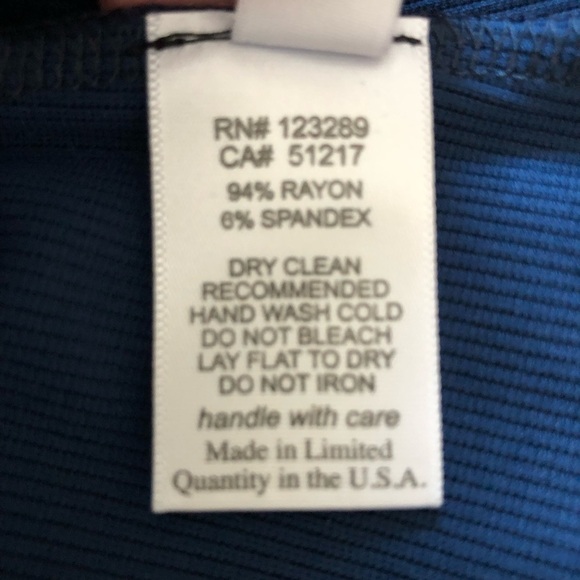 RN# 123289
CA# 51217
94% RAYON
6% SPANDEX
DRY CLEAN
RECOMMENDED
HAND WASH COLD
DO NOT BLEACH
LAY FLAT TO DRY
DO NOT IRON
handle with care
Made in Limited
Quantity in the U.S.A.